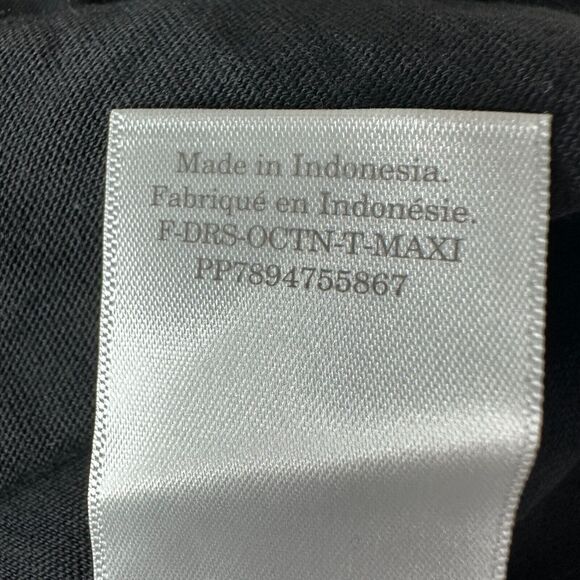 Made in Indonesia.
Fabriqué en Indonésie.
F-DRS-OCTN-T-MAXI
PP7894755867